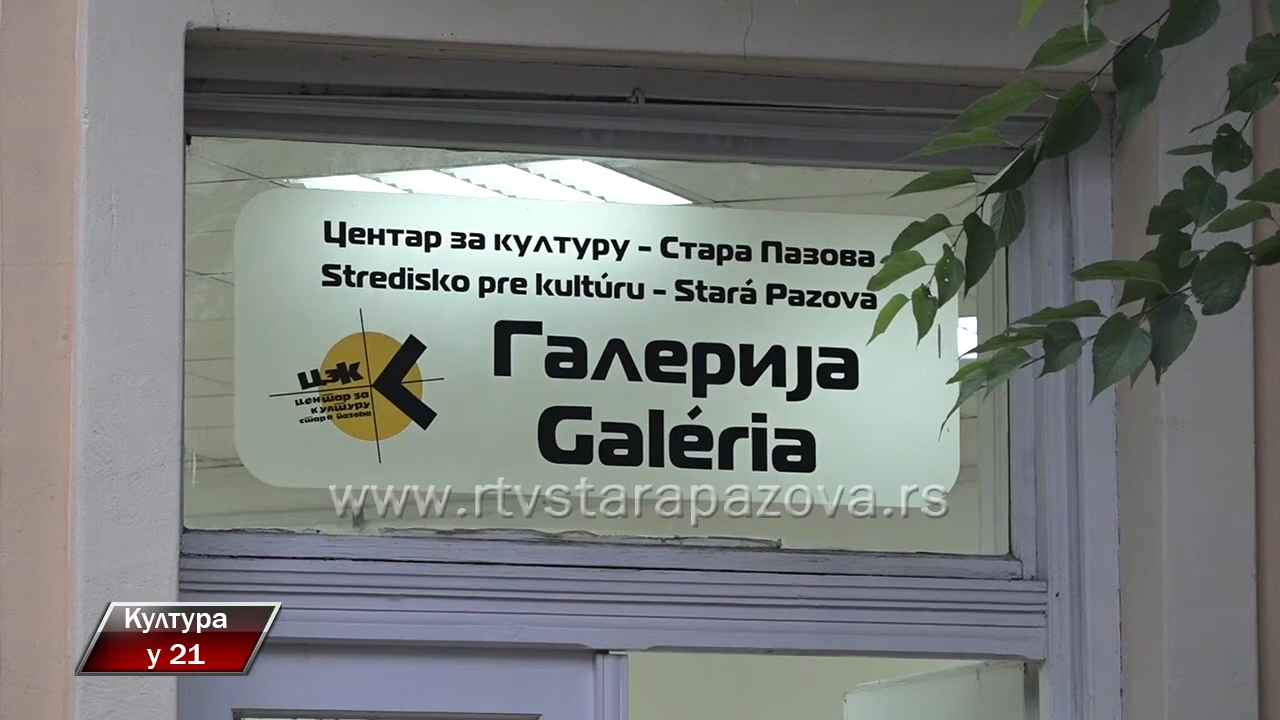 Центар за културу - Стара Пазова
Stredisko pre kultúru - Stará Pazova
Галерија
Galéria
ЦЗК
центар за
културу
стара пазова
www.rtvstarapazova.rs
Култура
у 21